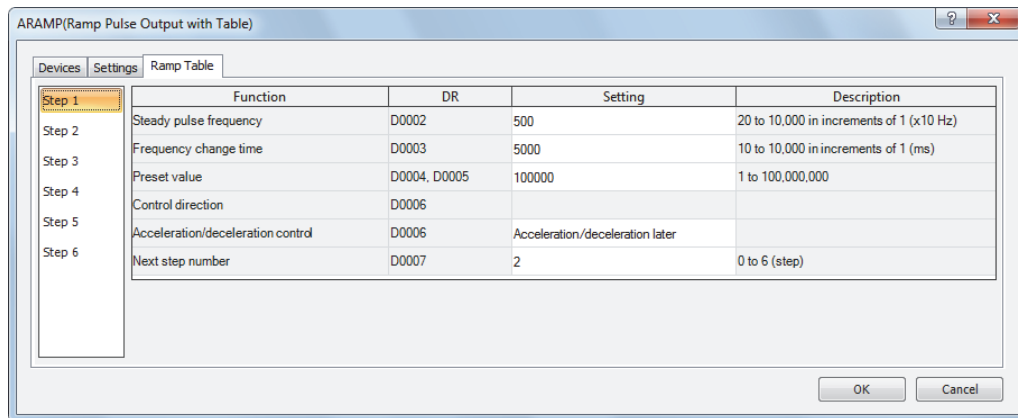 ARAMP(Ramp Pulse Output with Table)
? X
Devices Settings Ramp Table
Step 1
Step 2
Step 3
Step 4
Step 5
Step 6
Function DR Setting Description
Steady pulse frequency D0002 500 20 to 10,000 in increments of 1 (x10 Hz)
Frequency change time D0003 5000 10 to 10,000 in increments of 1 (ms)
Preset value D0004, D0005 100000 1 to 100,000,000
Control direction D0006
Acceleration/deceleration control D0006 Acceleration/deceleration later
Next step number D0007 2 0 to 6 (step)
OK Cancel